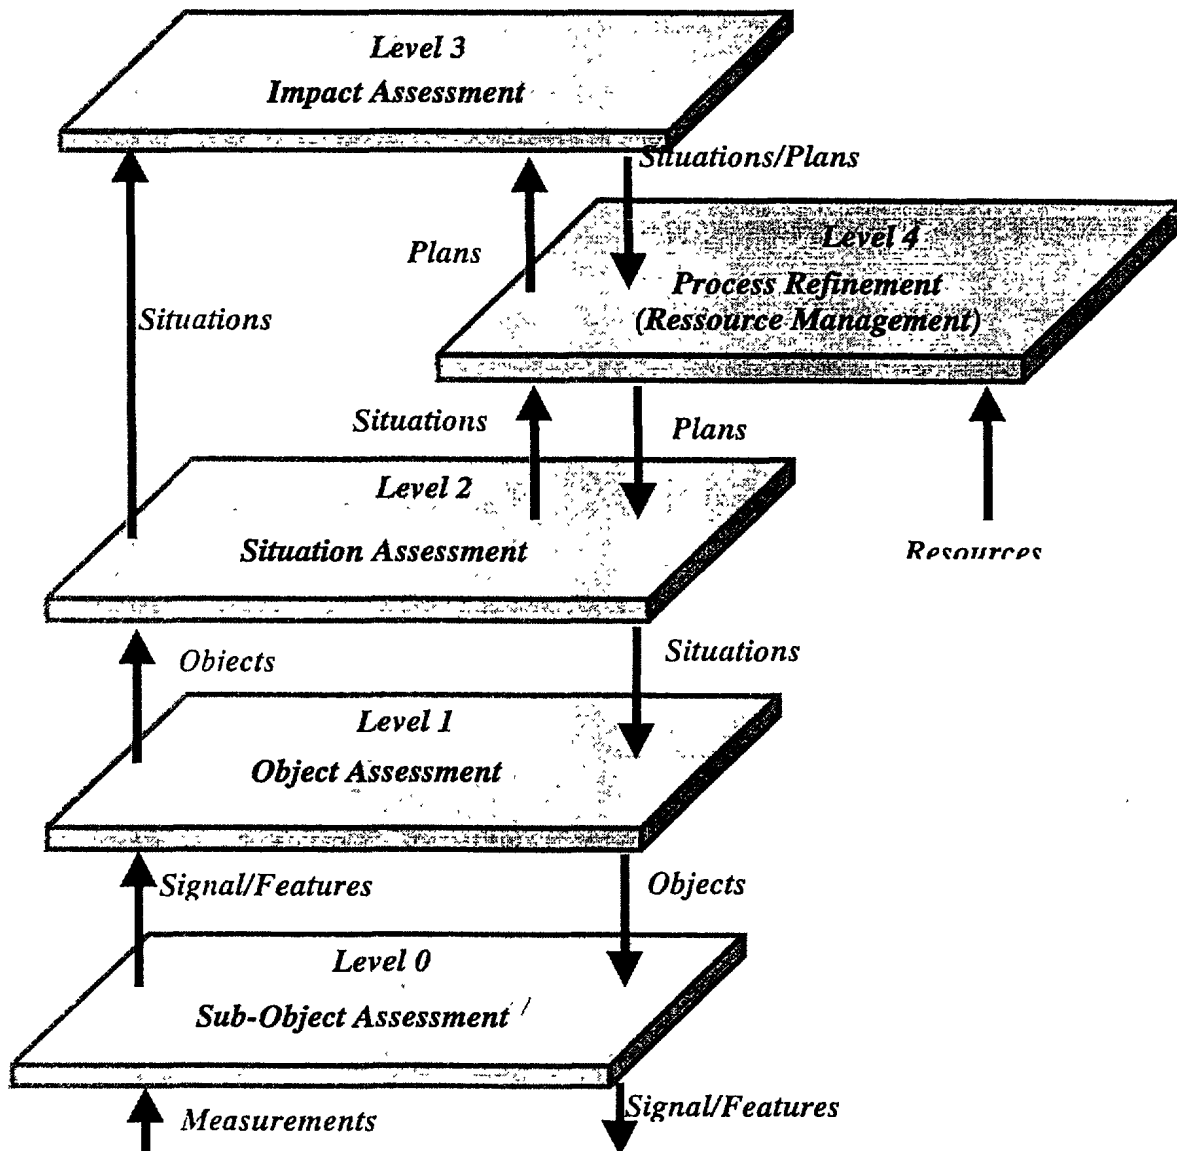 Level 3
Impact Assessment
Situations/Plans
Level 4
Plans
Process Refinement
(Ressource Management)
Situations
Situations
Plans
Level 2
Situation Assessment
Resources
Objects
Situations
Level 1
Object Assessment
Signal/Features
Objects
Level 0
Sub-Object Assessment
Measurements
Signal/Features